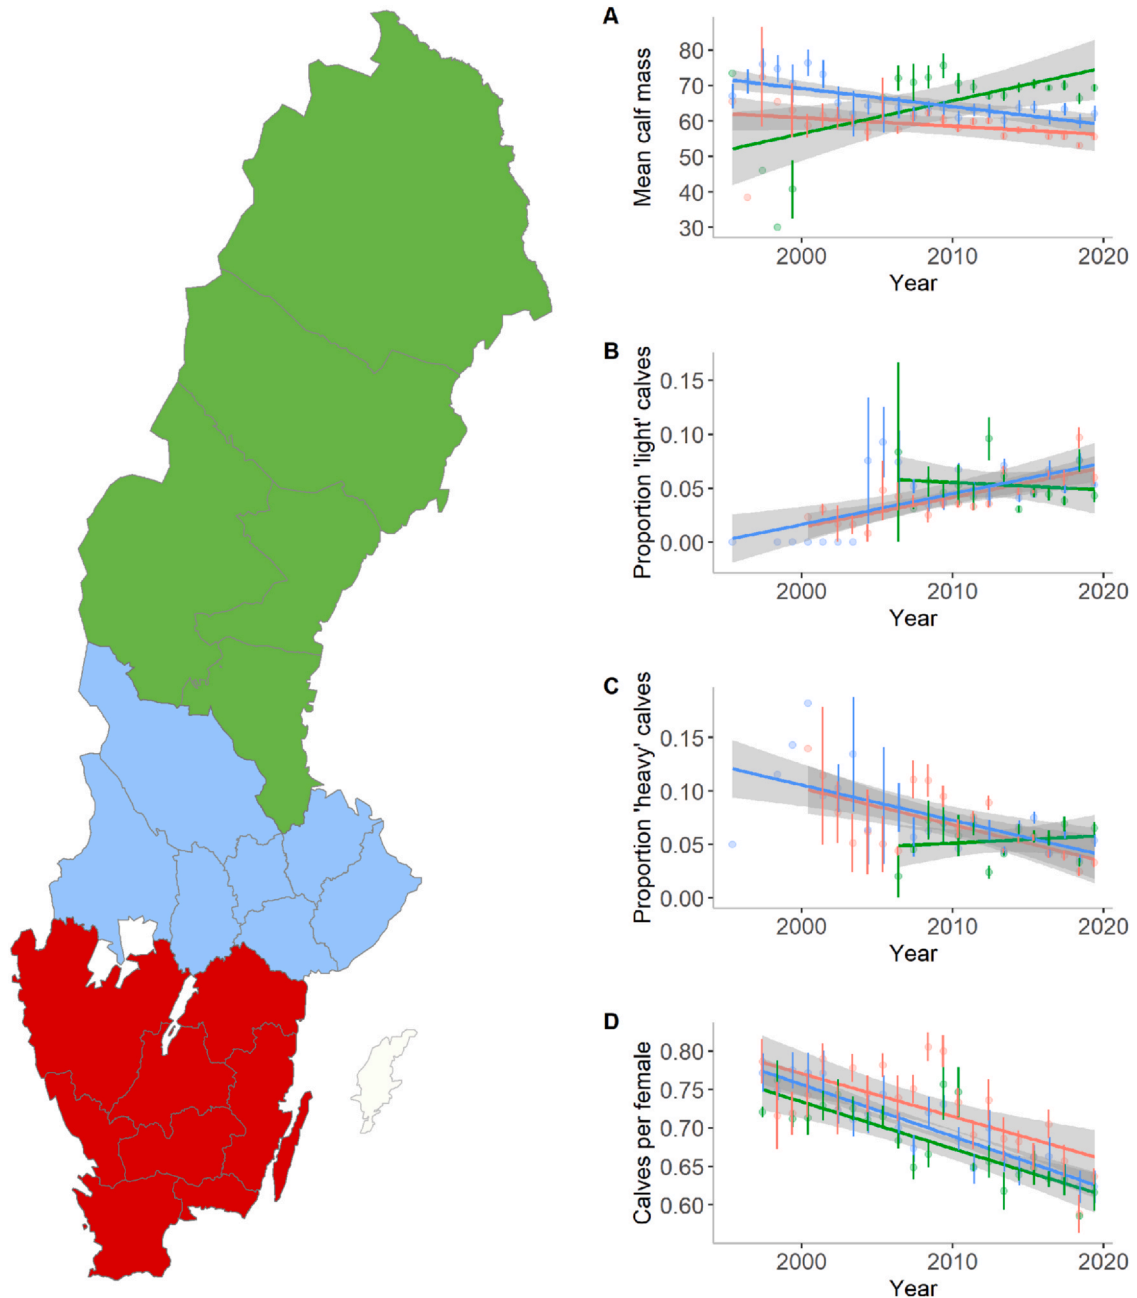 A
Mean calf mass
80
70
60
50
40
30
2000 2010 2020
Year
B
Proportion 'light' calves
0.15
0.10
0.05
0.00
2000 2010 2020
Year
C
Proportion 'heavy' calves
0.15
0.10
0.05
0.00
2000 2010 2020
Year
D
Calves per female
0.80
0.75
0.70
0.65
0.60
2000 2010 2020
Year